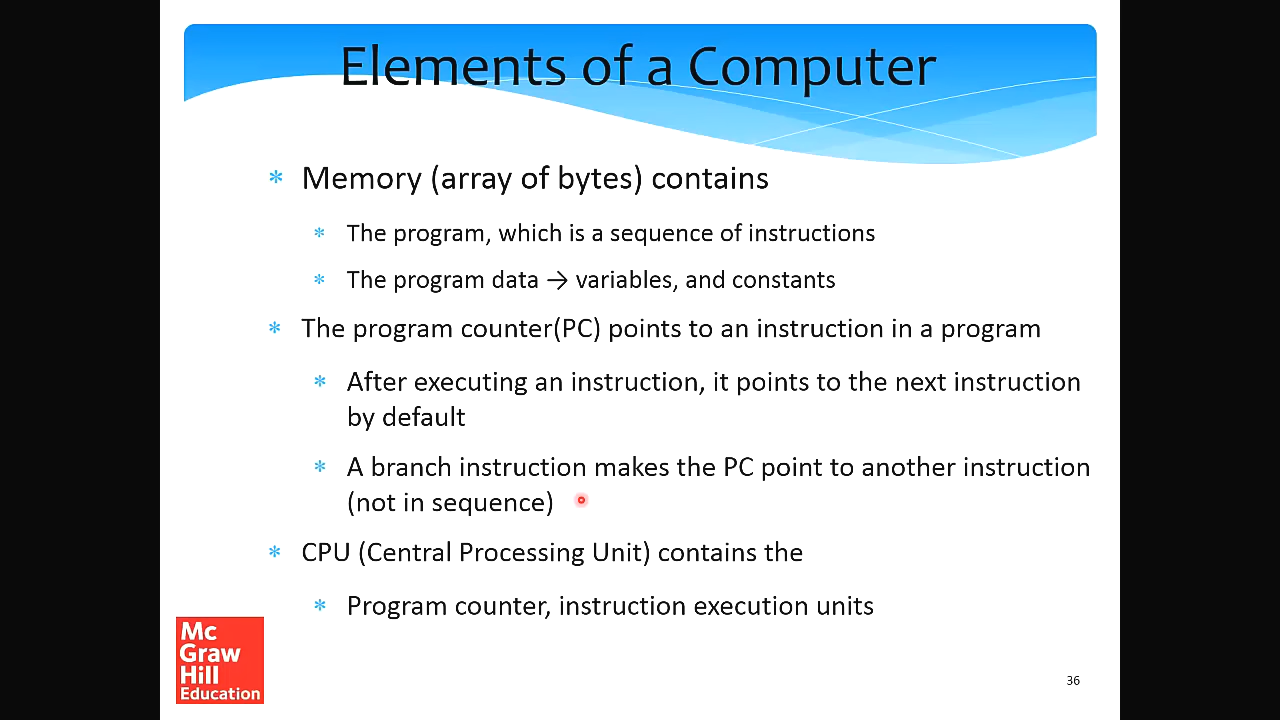 Elements of a Computer
* Memory (array of bytes) contains
* The program, which is a sequence of instructions
* The program data → variables, and constants
* The program counter(PC) points to an instruction in a program
* After executing an instruction, it points to the next instruction
by default
* A branch instruction makes the PC point to another instruction
(not in sequence)
* CPU (Central Processing Unit) contains the
* Program counter, instruction execution units
Mc
Graw
Hill
Education
36